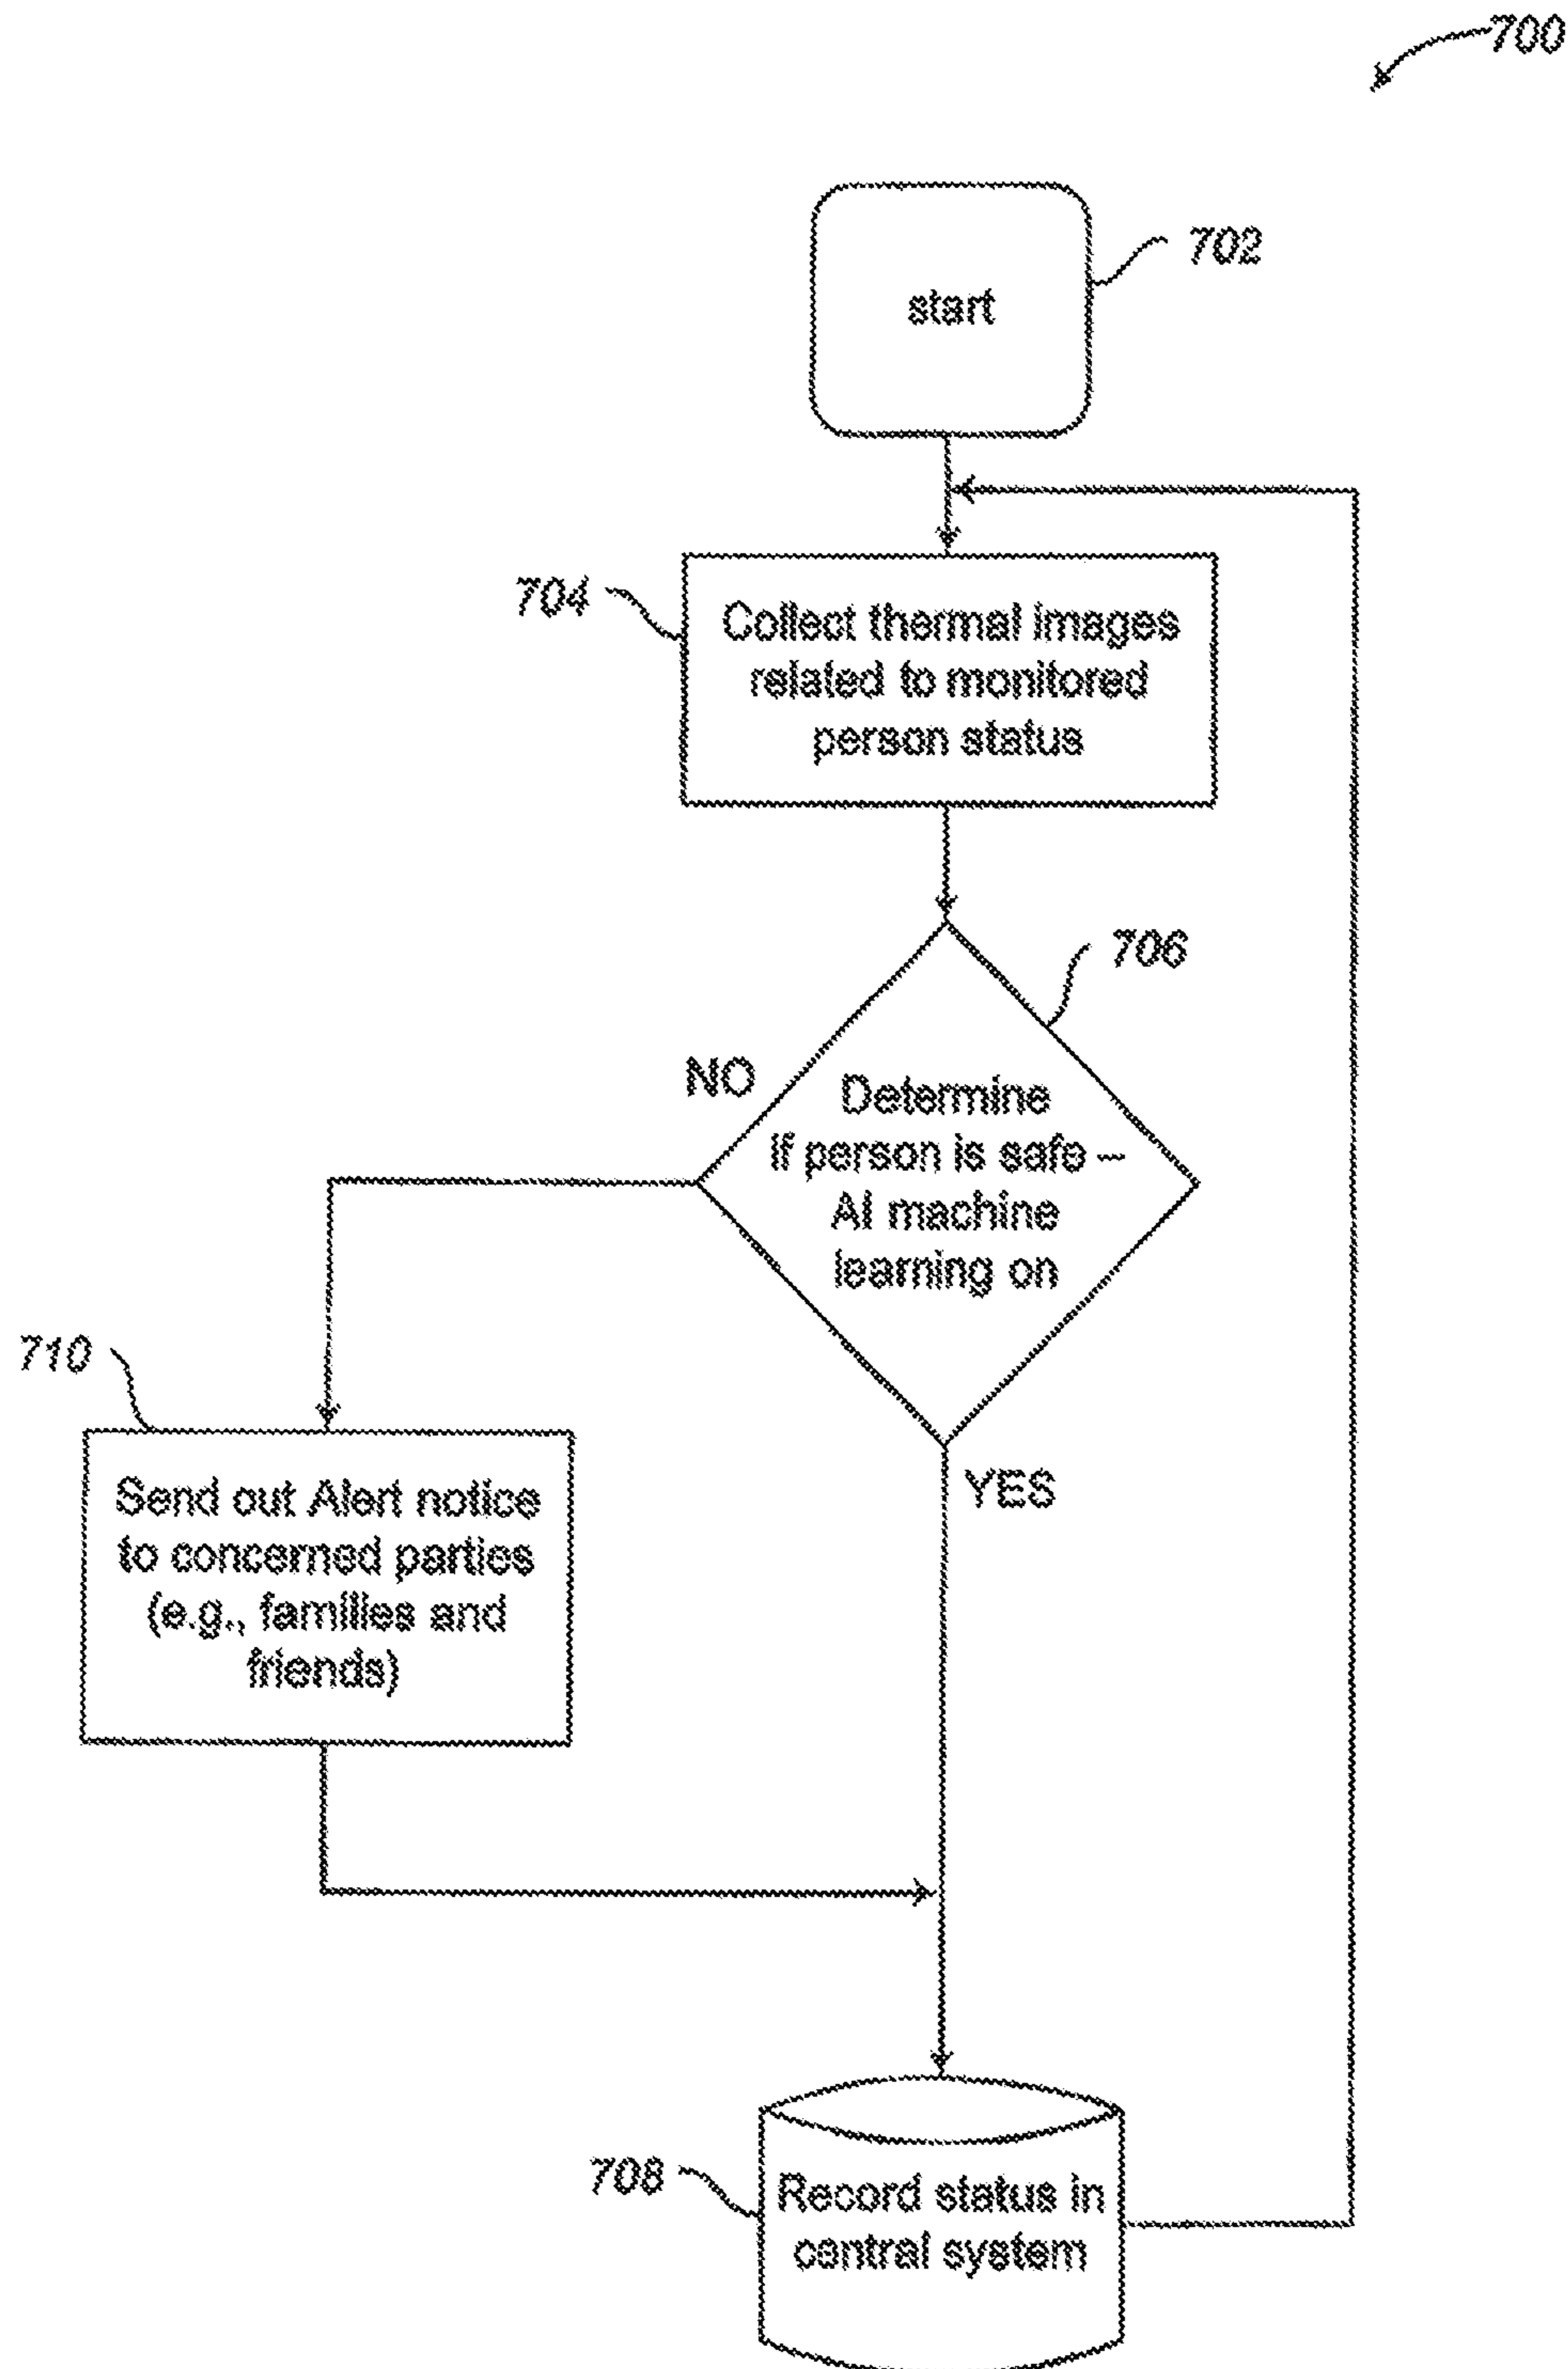 700
start
702
704
Collect thermal images
related to monitored
person status
706
NO
Determine
if person is safe –
AI machine
learning on
710
Send out Alert notice
to concerned parties
(e.g., families and
friends)
YES
708
Record status in
central system